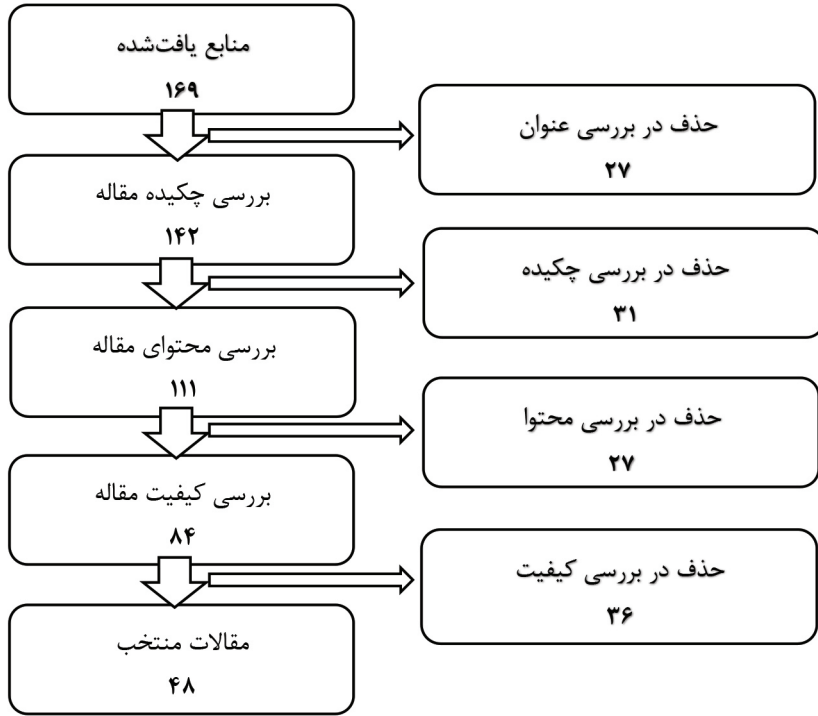 منابع یافت‌شده
۱۶۹
حذف در بررسی عنوان
۲۷
بررسی چکیده مقاله
۱۴۲
حذف در بررسی چکیده
۳۱
بررسی محتوای مقاله
۱۱۱
حذف در بررسی محتوا
۲۷
بررسی کیفیت مقاله
۸۴
حذف در بررسی کیفیت
۳۶
مقالات منتخب
۴۸